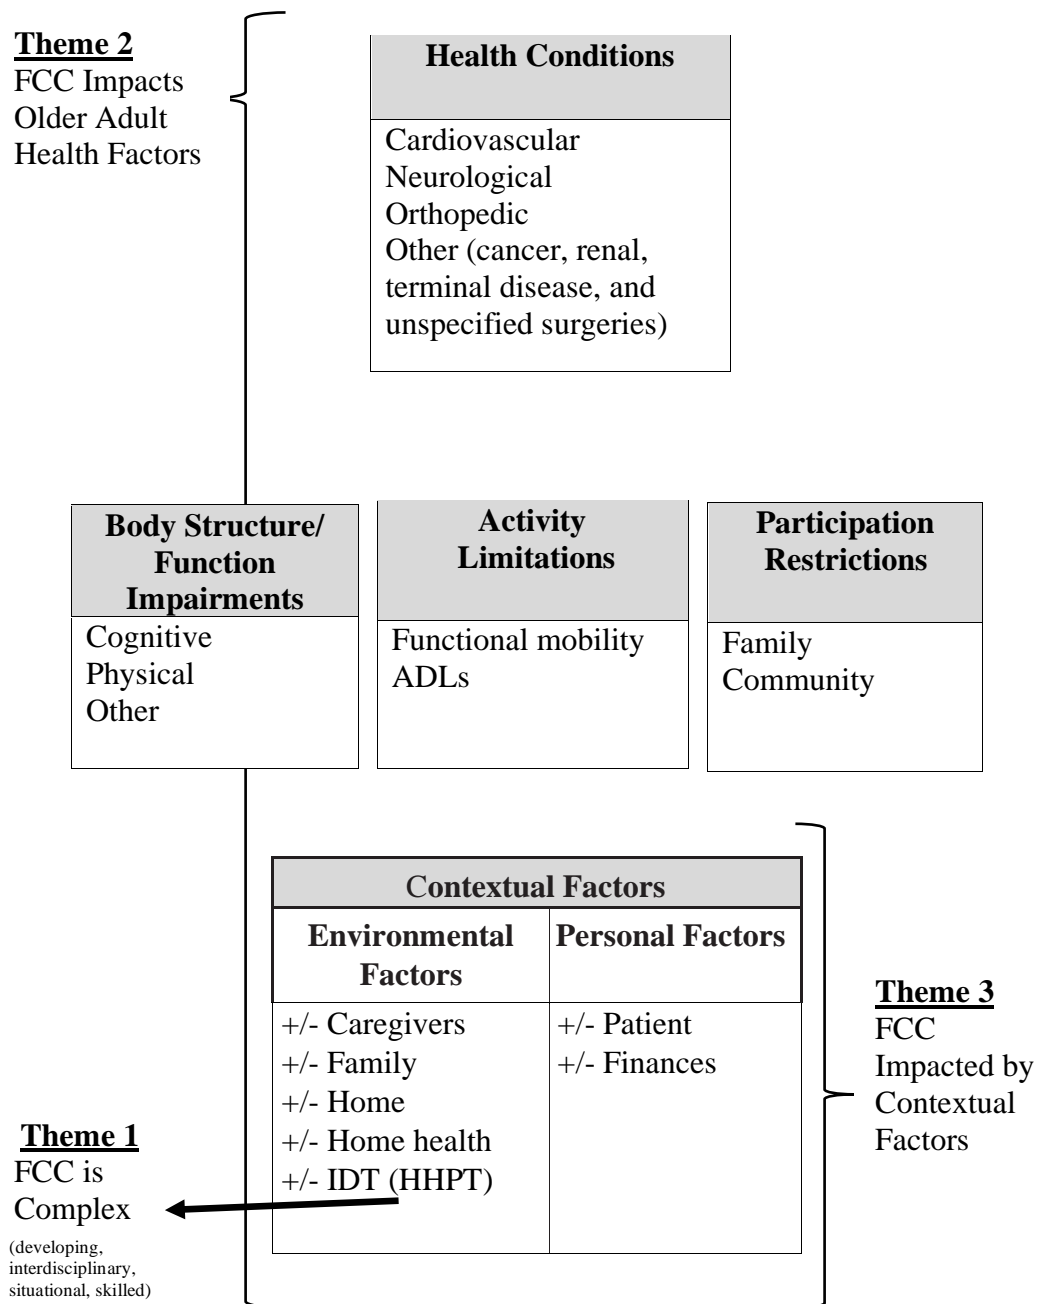 Theme 2
FCC Impacts
Older Adult
Health Factors
Health Conditions
Cardiovascular
Neurological
Orthopedic
Other (cancer, renal,
terminal disease, and
unspecified surgeries)
Body Structure/
Function
Impairments
Cognitive
Physical
Other
Activity
Limitations
Functional mobility
ADLs
Participation
Restrictions
Family
Community
Contextual Factors
Environmental
Factors
+/- Caregivers
+/- Family
+/- Home
+/- Home health
+/- IDT (HHPT)
Personal Factors
+/- Patient
+/- Finances
Theme 3
FCC
Impacted by
Contextual
Factors
Theme 1
FCC is
Complex
(developing,
interdisciplinary,
situational, skilled)